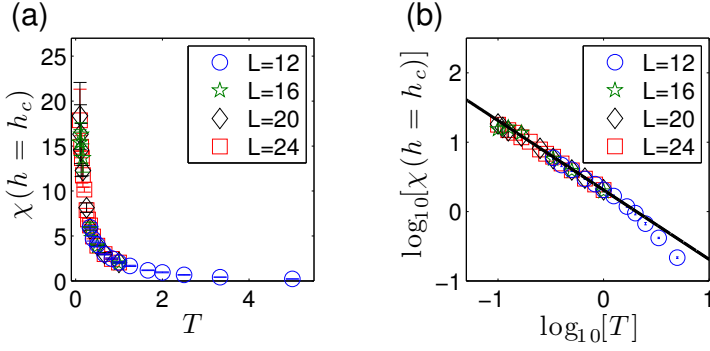 (a)
χ(h = h_c)
25
20
15
10
5
0
0
2
4
T
L=12
L=16
L=20
L=24
(b)
log₁₀[χ(h = h_c)]
2
1
0
−1
−1
0
1
log₁₀[T]
L=12
L=16
L=20
L=24